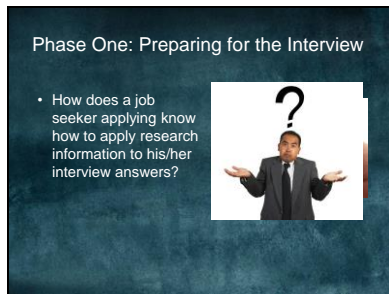 Phase One: Preparing for the Interview
• How does a job
seeker applying know
how to apply research
information to his/her
interview answers?
?